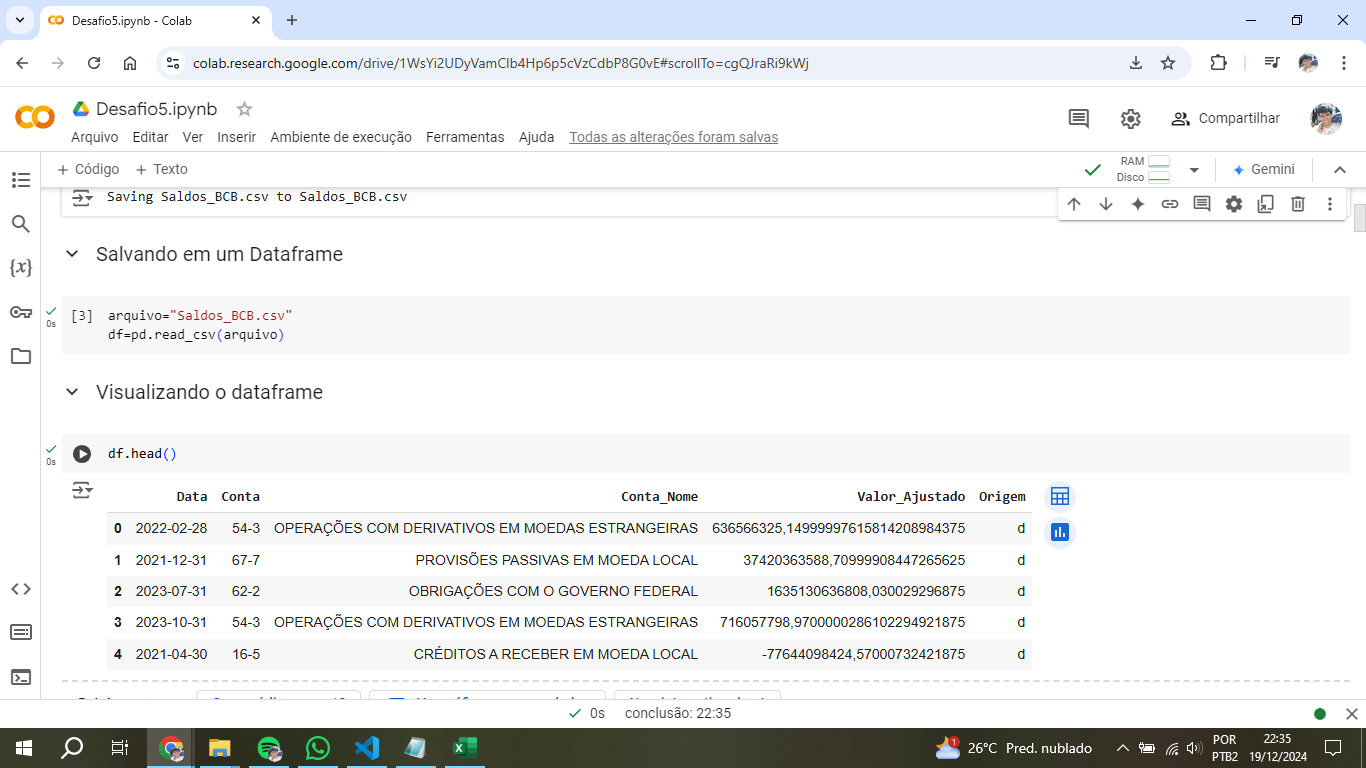 Desafio5.ipynb - Colab
colab.research.google.com/drive/1WsYi2UDyVamCIb4Hp6p5cVzCdbP8G0vE#scrollTo=cgQJraRi9kWj
Desafio5.ipynb
Arquivo Editar Ver Inserir Ambiente de execução Ferramentas Ajuda Todas as alterações foram salvas
Compartilhar
+ Código + Texto
RAM
Disco
Gemini
Saving Saldos_BCB.csv to Saldos_BCB.csv
Salvando em um Dataframe
[3] arquivo="Saldos_BCB.csv"
0s
df=pd.read_csv(arquivo)
Visualizando o dataframe
df.head()
0s
Data Conta Conta_Nome Valor_Ajustado Origem
0 2022-02-28 54-3 OPERAÇÕES COM DERIVATIVOS EM MOEDAS ESTRANGEIRAS 636566325,14999997615814208984375 d
1 2021-12-31 67-7 PROVISÕES PASSIVAS EM MOEDA LOCAL 37420363588,70999908447265625 d
2 2023-07-31 62-2 OBRIGAÇÕES COM O GOVERNO FEDERAL 1635130636808,030029296875 d
3 2023-10-31 54-3 OPERAÇÕES COM DERIVATIVOS EM MOEDAS ESTRANGEIRAS 716057798,9700000286102294921875 d
4 2021-04-30 16-5 CRÉDITOS A RECEBER EM MOEDA LOCAL -77644098424,57000732421875 d
0s conclusão: 22:35
1
26°C Pred. nublado
POR
PTB2
22:35
19/12/2024